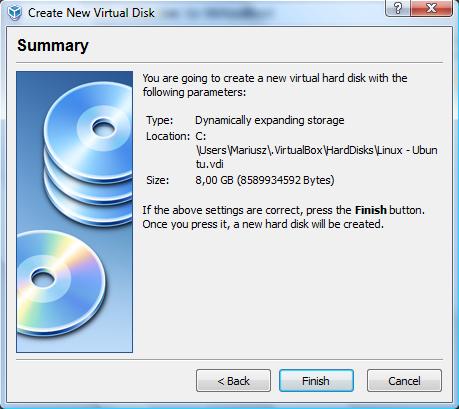 Create New Virtual Disk
Summary
You are going to create a new virtual hard disk with the
following parameters:
Type: Dynamically expanding storage
Location: C:
\Users\Mariusz\.VirtualBox\HardDisks\Linux - Ubun
tu.vdi
Size: 8,00 GB (8589934592 Bytes)
If the above settings are correct, press the Finish button.
Once you press it, a new hard disk will be created.
< Back Finish Cancel